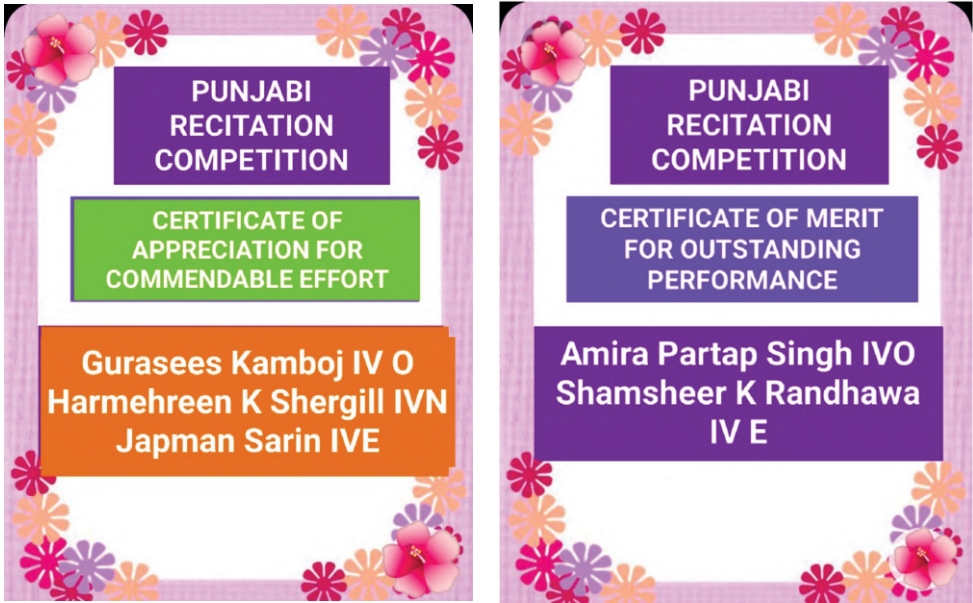 PUNJABI
RECITATION
COMPETITION
CERTIFICATE OF
APPRECIATION FOR
COMMENDABLE EFFORT
Gurasees Kamboj IV O
Harmehreen K Shergill IVN
Japman Sarin IVE
PUNJABI
RECITATION
COMPETITION
CERTIFICATE OF MERIT
FOR OUTSTANDING
PERFORMANCE
Amira Partap Singh IVO
Shamsheer K Randhawa
IV E